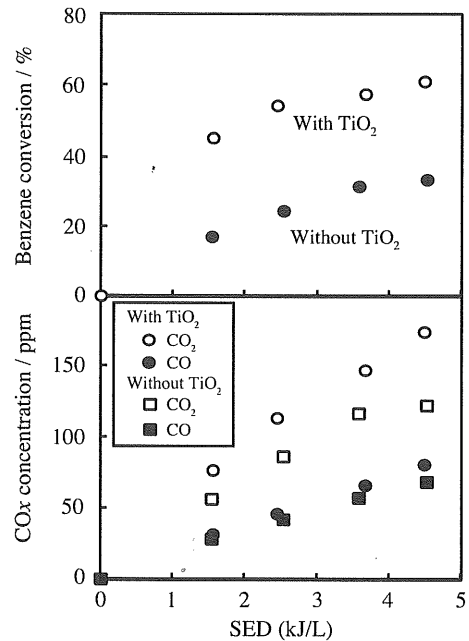 80
60
40
20
0
Benzene conversion / %
With TiO2
Without TiO2
With TiO2
CO2
CO
Without TiO2
CO2
CO
150
100
50
0
COx concentration / ppm
0 1 2 3 4 5
SED (kJ/L)